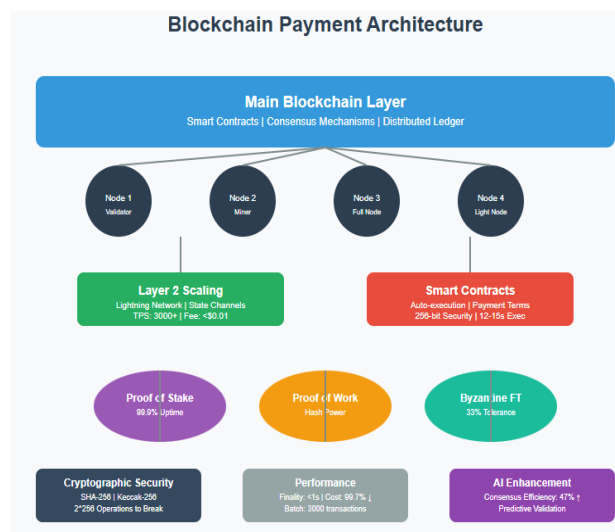 Blockchain Payment Architecture
Main Blockchain Layer
Smart Contracts | Consensus Mechanisms | Distributed Ledger
Node 1
Validator
Node 2
Miner
Node 3
Full Node
Node 4
Light Node
Layer 2 Scaling
Lightning Network | State Channels
TPS: 3000+ | Fee: <$0.01
Smart Contracts
Auto-execution | Payment Terms
256-bit Security | 12-15s Exec
Proof of Stake
99.9% Uptime
Proof of Work
Hash Power
Byzantine FT
33% Tolerance
Cryptographic Security
SHA-256 | Keccak-256
2^256 Operations to Break
Performance
Finality: <1s | Cost: 99.7% ↓
Batch: 3000 transactions
AI Enhancement
Consensus Efficiency: 47% ↑
Predictive Validation